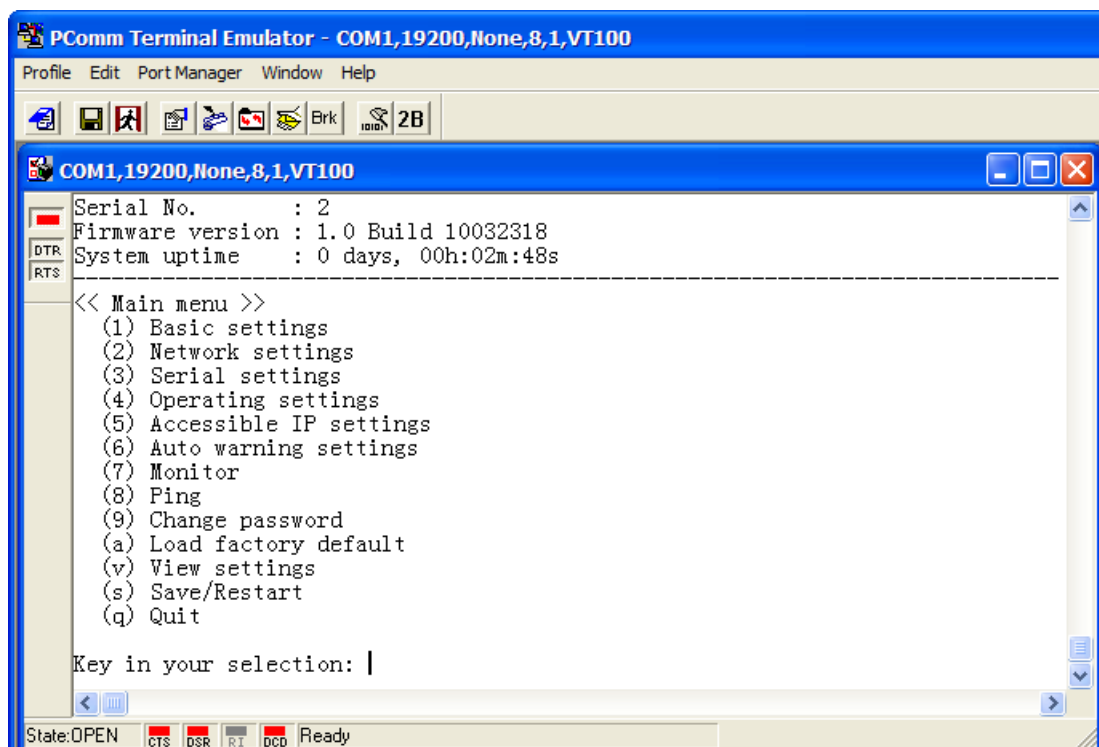 PComm Terminal Emulator - COM1,19200,None,8,1,VT100
Profile Edit Port Manager Window Help
Brk 2B
COM1,19200,None,8,1,VT100
DTR
RTS
Serial No. : 2
Firmware version : 1.0 Build 10032318
System uptime : 0 days, 00h:02m:48s
------------------------------------------------------------------------------
<< Main menu >>
(1) Basic settings
(2) Network settings
(3) Serial settings
(4) Operating settings
(5) Accessible IP settings
(6) Auto warning settings
(7) Monitor
(8) Ping
(9) Change password
(a) Load factory default
(v) View settings
(s) Save/Restart
(q) Quit
Key in your selection:
State:OPEN CTS DSR RI DCD Ready